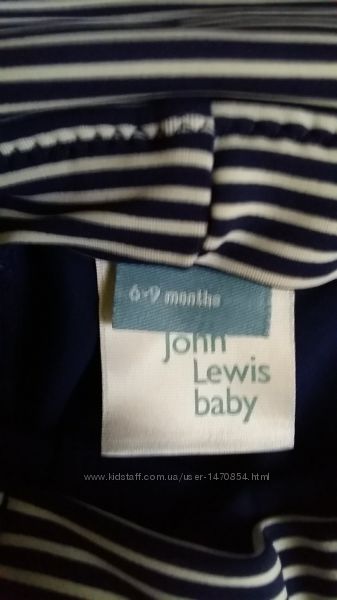 6-9 months
John
Lewis
baby
www.kidstaff.com.ua/user-1470854.html